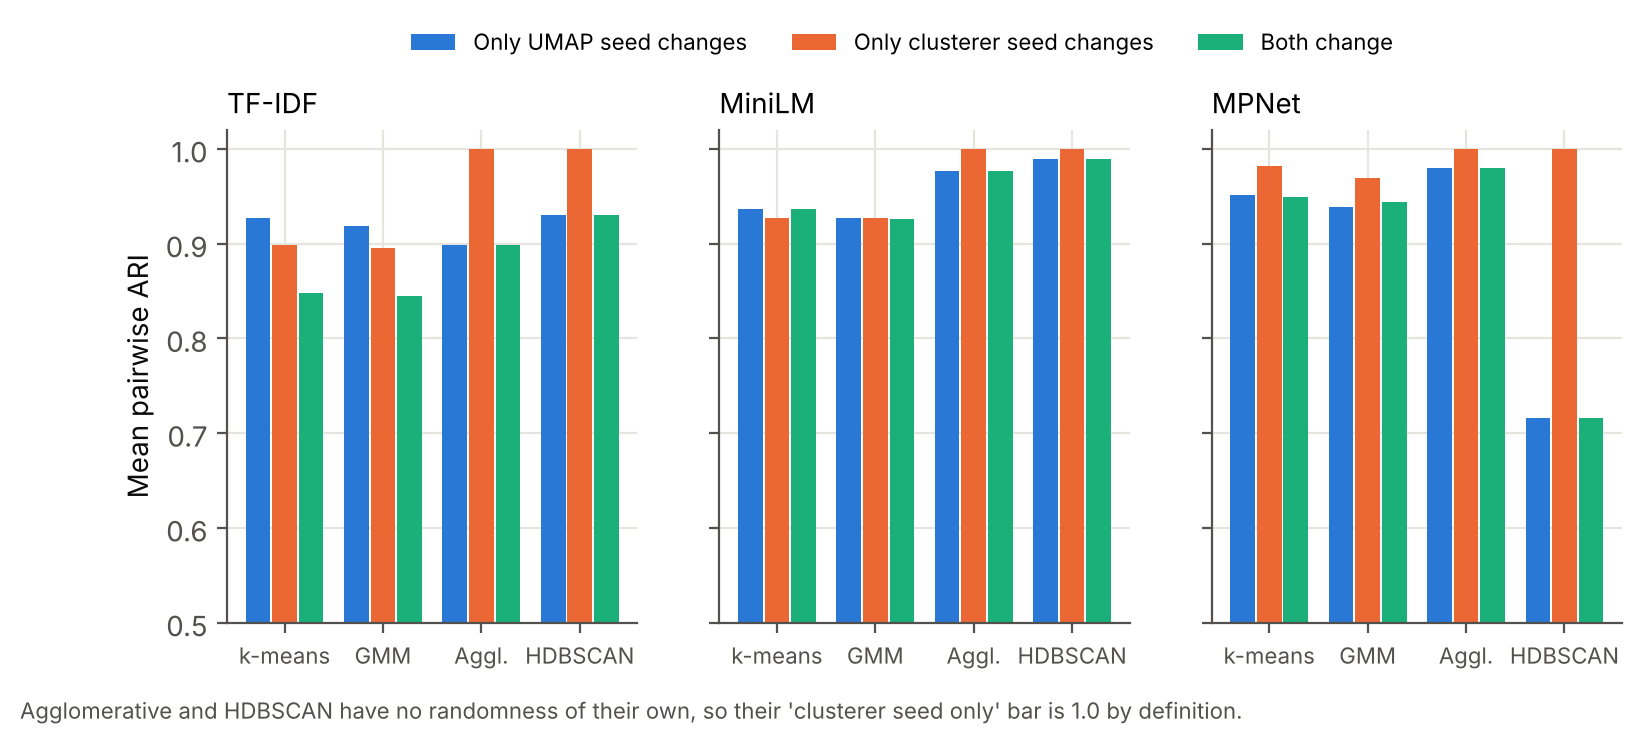 Only UMAP seed changes Only clusterer seed changes Both change
TF-IDF MiniLM MPNet
Mean pairwise ARI
1.0
0.9
0.8
0.7
0.6
0.5
k-means GMM Aggl. HDBSCAN k-means GMM Aggl. HDBSCAN k-means GMM Aggl. HDBSCAN
Agglomerative and HDBSCAN have no randomness of their own, so their 'clusterer seed only' bar is 1.0 by definition.